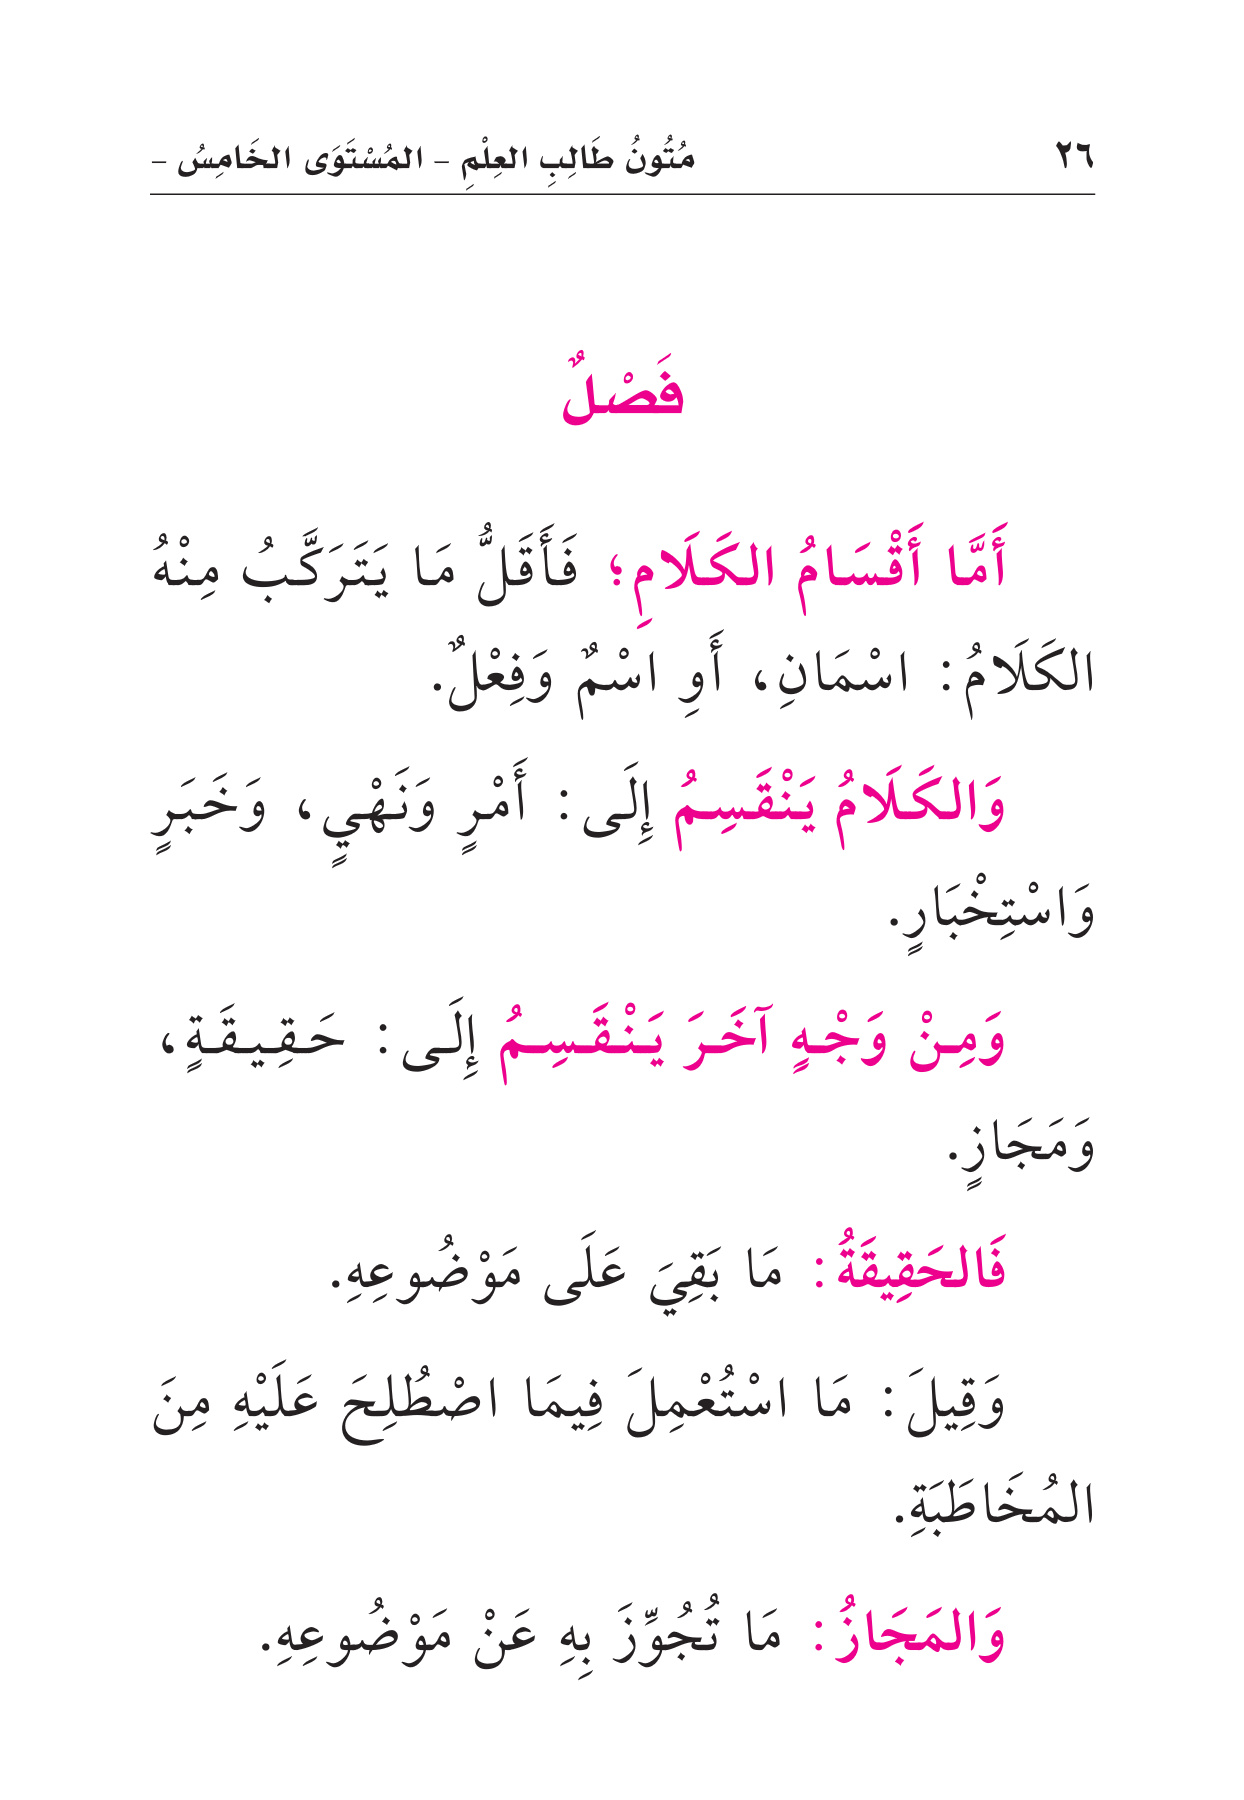 ٢٦ مُتُونُ طَالِبِ العِلْمِ – المُسْتَوَى الخَامِسُ –
فَصْلٌ
أَمَّا أَقْسَامُ الكَلَامِ؛ فَأَقَلُّ مَا يَتَرَكَّبُ مِنْهُ
الكَلَامُ: اسْمَانِ، أَوِ اسْمٌ وَفِعْلٌ.
وَالكَلَامُ يَنْقَسِمُ إِلَى: أَمْرٍ وَنَهْيٍ، وَخَبَرٍ
وَاسْتِخْبَارٍ.
وَمِنْ وَجْهٍ آخَرَ يَنْقَسِمُ إِلَى: حَقِيقَةٍ،
وَمَجَازٍ.
فَالحَقِيقَةُ: مَا بَقِيَ عَلَى مَوْضُوعِهِ.
وَقِيلَ: مَا اسْتُعْمِلَ فِيمَا اصْطُلِحَ عَلَيْهِ مِنَ
المُخَاطَبَةِ.
وَالمَجَازُ: مَا تُجُوِّزَ بِهِ عَنْ مَوْضُوعِهِ.